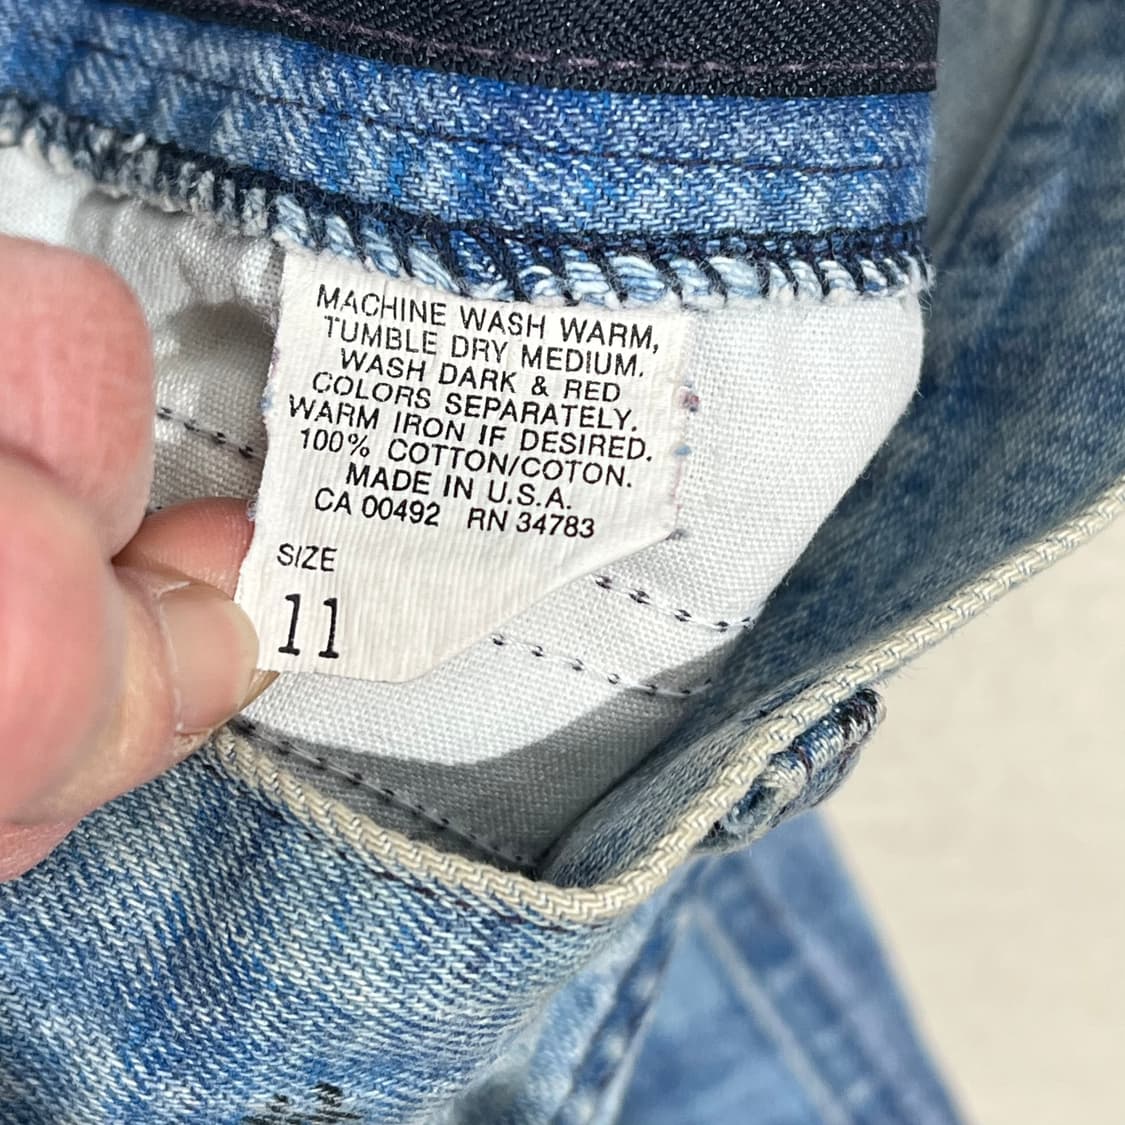 MACHINE WASH WARM,
TUMBLE DRY MEDIUM.
WASH DARK & RED
COLORS SEPARATELY.
WARM IRON IF DESIRED.
100% COTTON/COTON.
MADE IN U.S.A.
CA 00492 RN 34783
SIZE
11